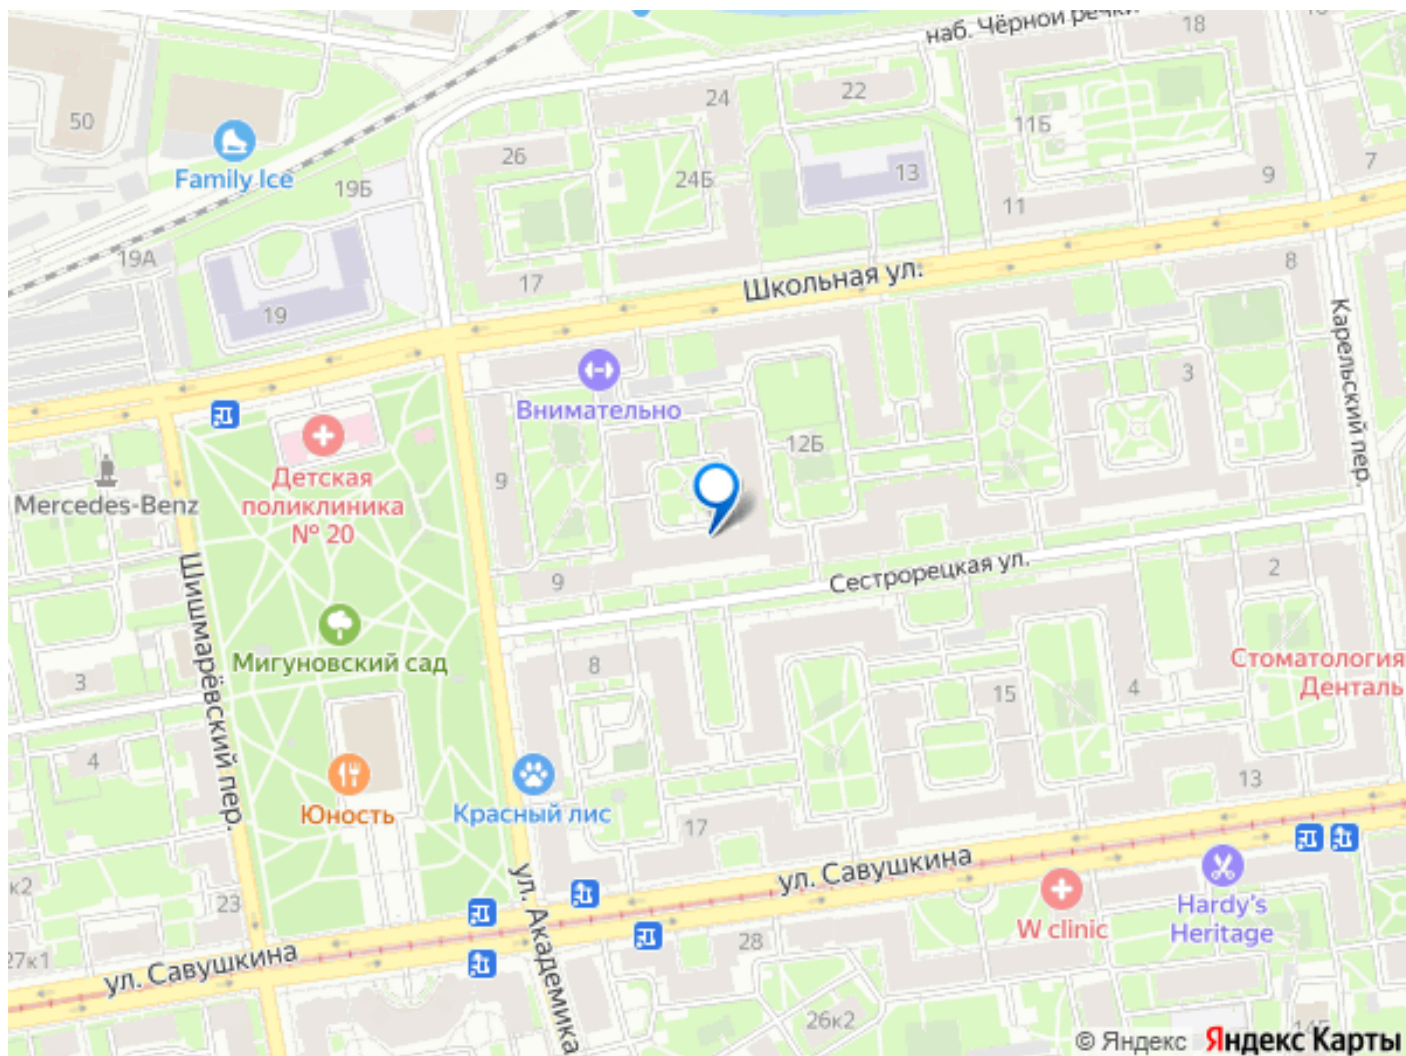 наб. Чёрной речки
18
50
24
22
11Б
Family Ice
26
19Б
24Б
13
9
7
11
19А
17
Школьная ул.
8
19
Карельский пер.
3
Внимательно
12Б
Mercedes-Benz
Детская
поликлиника
№ 20
9
Сестрорецкая ул.
9
2
Шишмарёвский пер.
Мигуновский сад
8
Стоматология
Денталь
3
15
4
4
13
Юность
Красный лис
17
ул. Савушкина
к2
23
ул. Академика
W clinic
Hardy's
Heritage
28
27к1
ул. Савушкина
26к2
© Яндекс Яндекс Карты